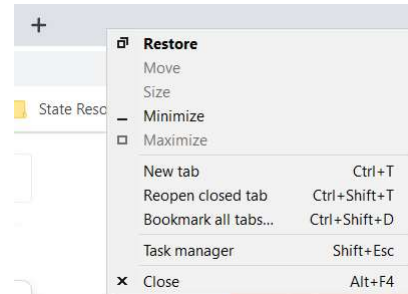 Restore
Move
Size
State Reso
Minimize
Maximize
New tab Ctrl+T
Reopen closed tab Ctrl+Shift+T
Bookmark all tabs... Ctrl+Shift+D
Task manager Shift+Esc
Close Alt+F4